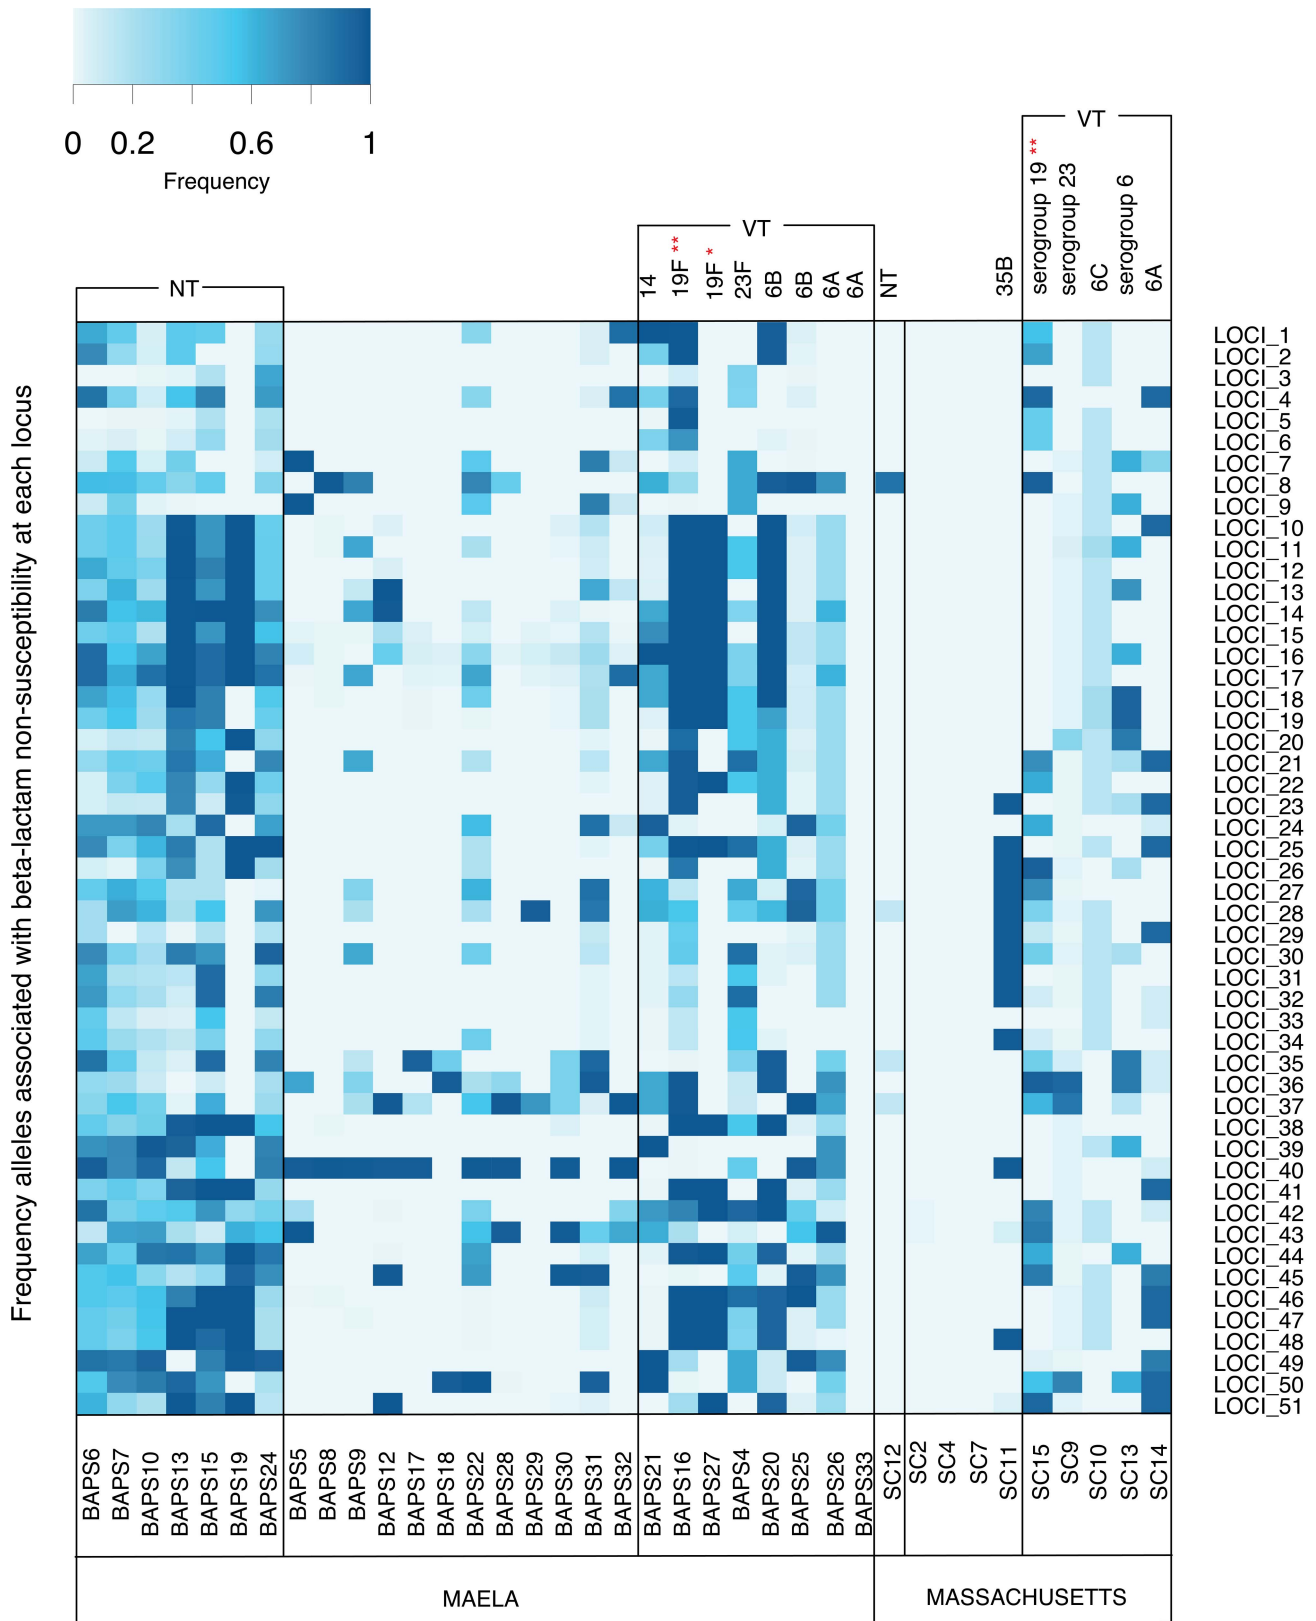 0 0.2 0.6 1
Frequency
VT
serogroup 19 **
serogroup 23
6C
serogroup 6
6A
VT
14
19F **
19F *
23F
6B
6B
6A
6A
NT
35B
NT
Frequency alleles associated with beta-lactam non-susceptibility at each locus
LOCI_1
LOCI_2
LOCI_3
LOCI_4
LOCI_5
LOCI_6
LOCI_7
LOCI_8
LOCI_9
LOCI_10
LOCI_11
LOCI_12
LOCI_13
LOCI_14
LOCI_15
LOCI_16
LOCI_17
LOCI_18
LOCI_19
LOCI_20
LOCI_21
LOCI_22
LOCI_23
LOCI_24
LOCI_25
LOCI_26
LOCI_27
LOCI_28
LOCI_29
LOCI_30
LOCI_31
LOCI_32
LOCI_33
LOCI_34
LOCI_35
LOCI_36
LOCI_37
LOCI_38
LOCI_39
LOCI_40
LOCI_41
LOCI_42
LOCI_43
LOCI_44
LOCI_45
LOCI_46
LOCI_47
LOCI_48
LOCI_49
LOCI_50
LOCI_51
BAPS6
BAPS7
BAPS10
BAPS13
BAPS15
BAPS19
BAPS24
BAPS5
BAPS8
BAPS9
BAPS12
BAPS17
BAPS18
BAPS22
BAPS28
BAPS29
BAPS30
BAPS31
BAPS32
BAPS21
BAPS16
BAPS27
BAPS4
BAPS20
BAPS25
BAPS26
BAPS33
SC12
SC2
SC4
SC7
SC11
SC15
SC9
SC10
SC13
SC14
MAELA
MASSACHUSETTS